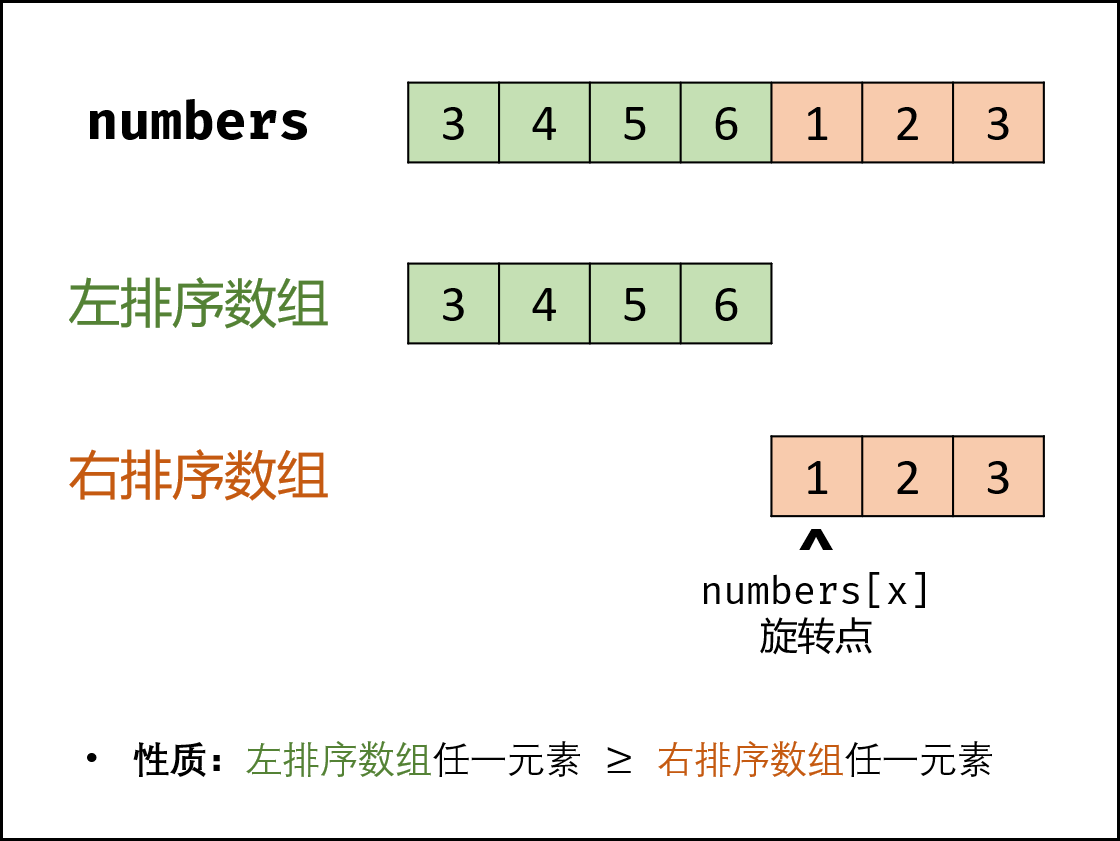 numbers 3 4 5 6 1 2 3
左排序数组 3 4 5 6
右排序数组 1 2 3
^
numbers[x]
旋转点
• 性质：左排序数组任一元素 ≥ 右排序数组任一元素